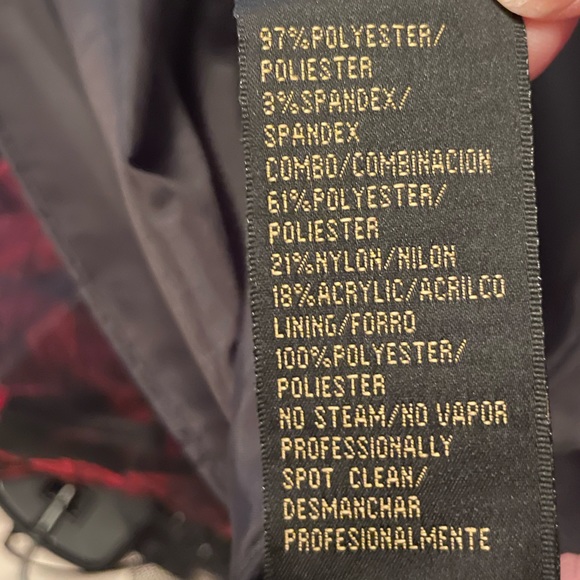 97%POLYESTER/
POLIESTER
3%SPANDEX/
SPANDEX
COMBO/COMBINACION
61%POLYESTER/
POLIESTER
21%NYLON/NILON
18%ACRYLIC/ACRILCO
LINING/FORRO
100%POLYESTER/
POLIESTER
NO STEAM/NO VAPOR
PROFESSIONALLY
SPOT CLEAN/
DESMANCHAR
PROFESIONALMENTE